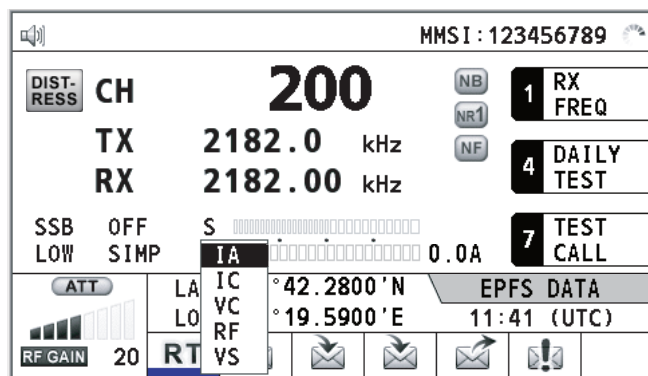 MMSI:123456789
DIST-RESS CH 200
NB
NR1
NF
1 RX FREQ
TX 2182.0 kHz
RX 2182.00 kHz
4 DAILY TEST
SSB OFF S
LOW SIMP 0.0A
7 TEST CALL
IA
IC
VC
RF
VS
ATT
LA °42.2800'N
LO °19.5900'E
EPFS DATA
11:41 (UTC)
RF GAIN 20
RT